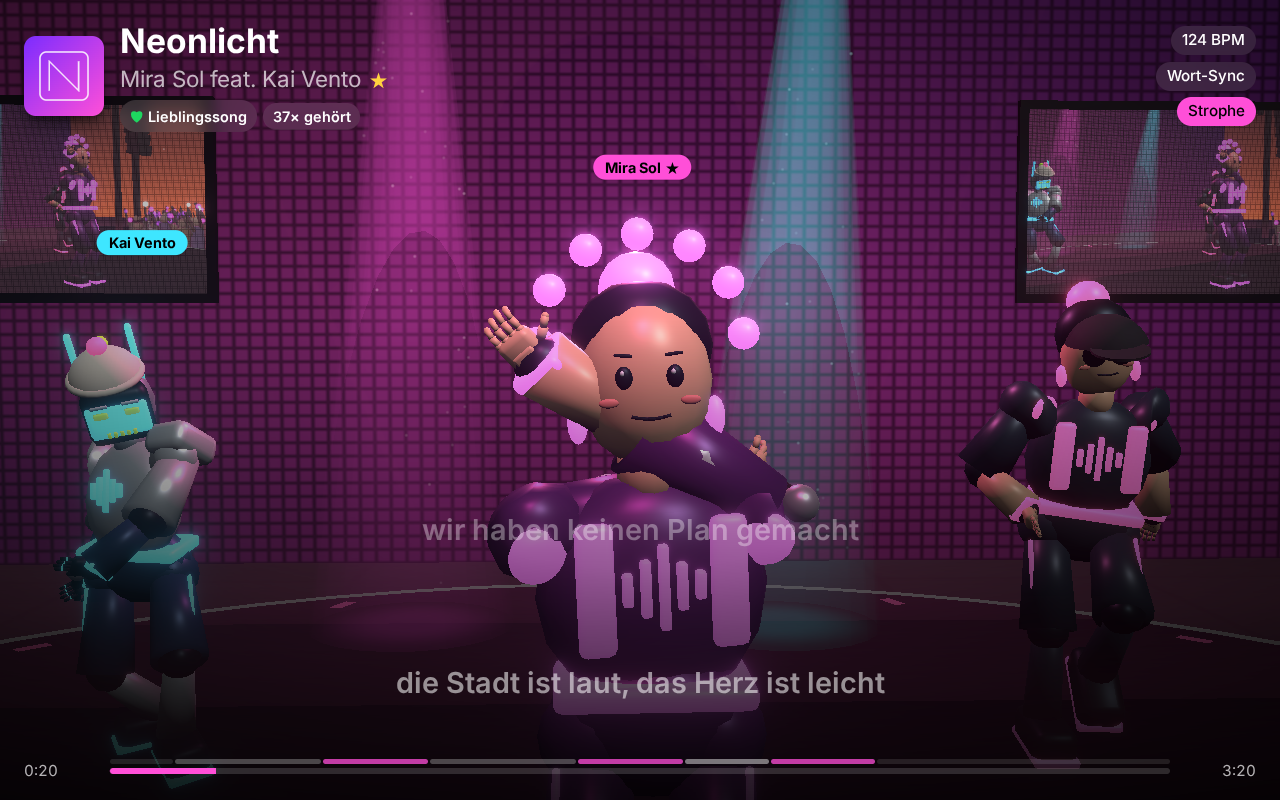 Neonlicht
Mira Sol feat. Kai Vento ★
Lieblingssong
37× gehört
124 BPM
Wort-Sync
Strophe
Mira Sol ★
Kai Vento
wir haben keinen Plan gemacht
die Stadt ist laut, das Herz ist leicht
0:20
3:20